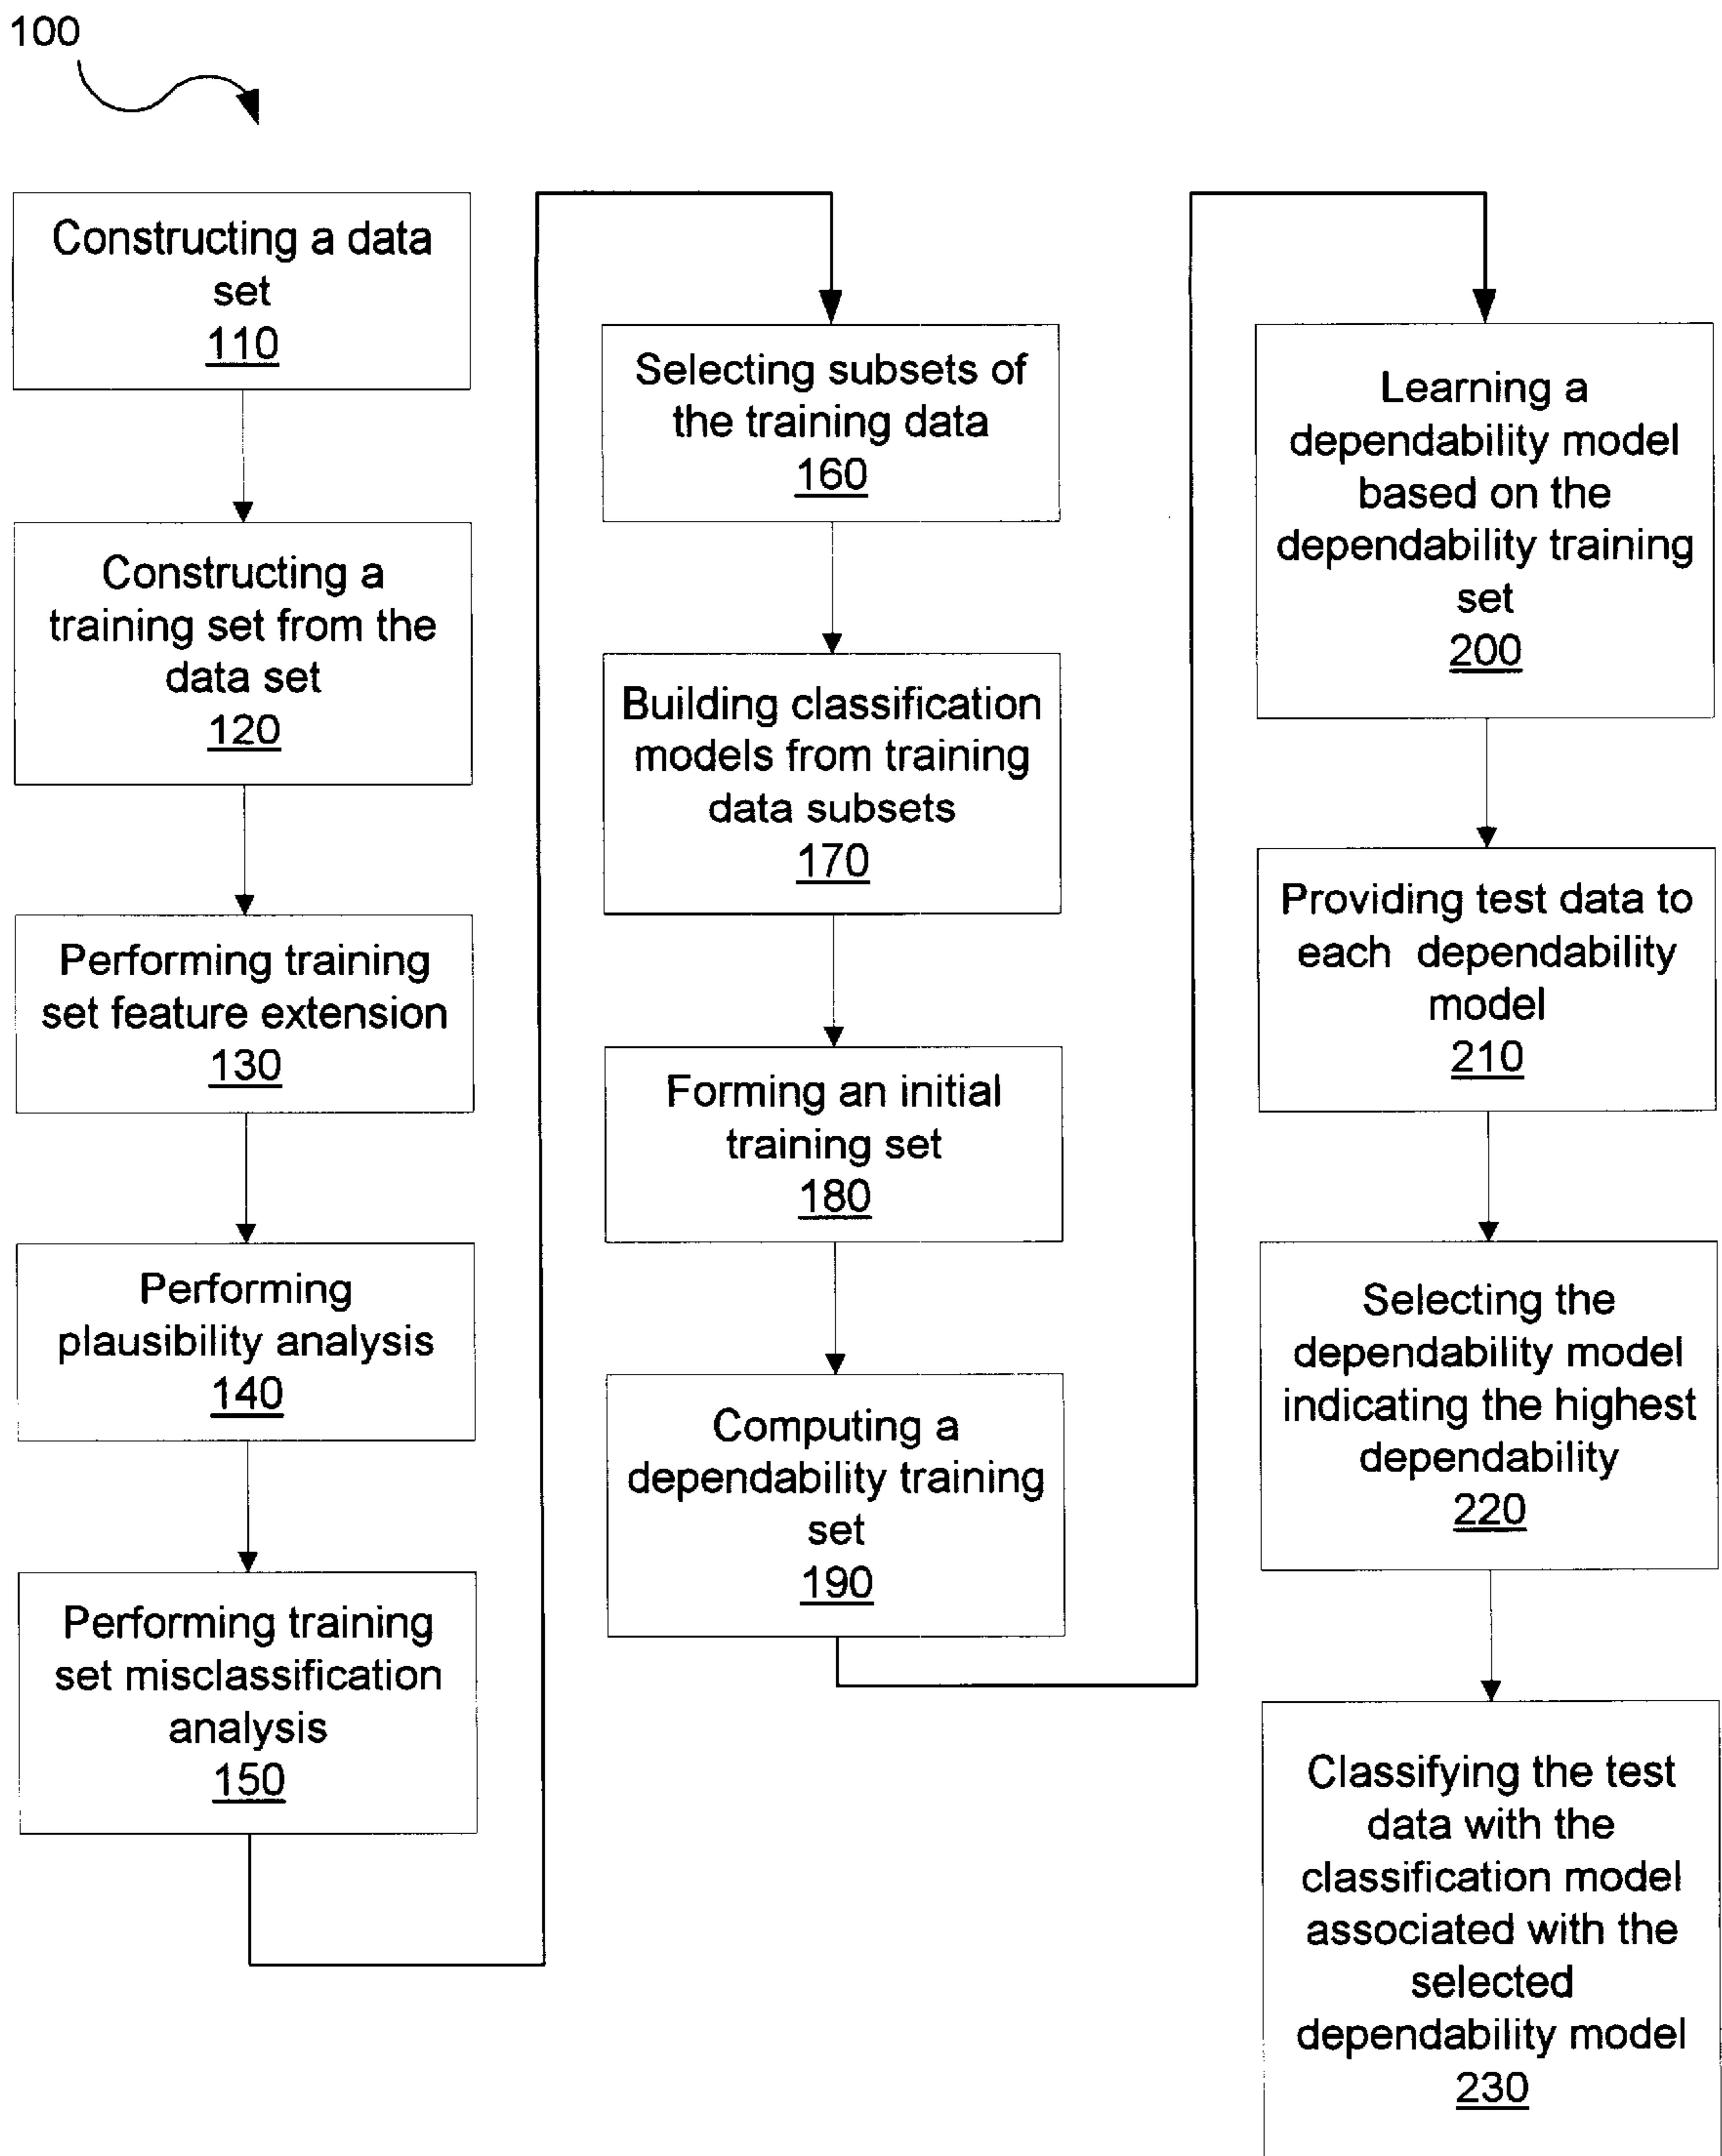 100
Constructing a data
set
110
Constructing a
training set from the
data set
120
Performing training
set feature extension
130
Performing
plausibility analysis
140
Performing training
set misclassification
analysis
150
Selecting subsets of
the training data
160
Building classification
models from training
data subsets
170
Forming an initial
training set
180
Computing a
dependability training
set
190
Learning a
dependability model
based on the
dependability training
set
200
Providing test data to
each dependability
model
210
Selecting the
dependability model
indicating the highest
dependability
220
Classifying the test
data with the
classification model
associated with the
selected
dependability model
230